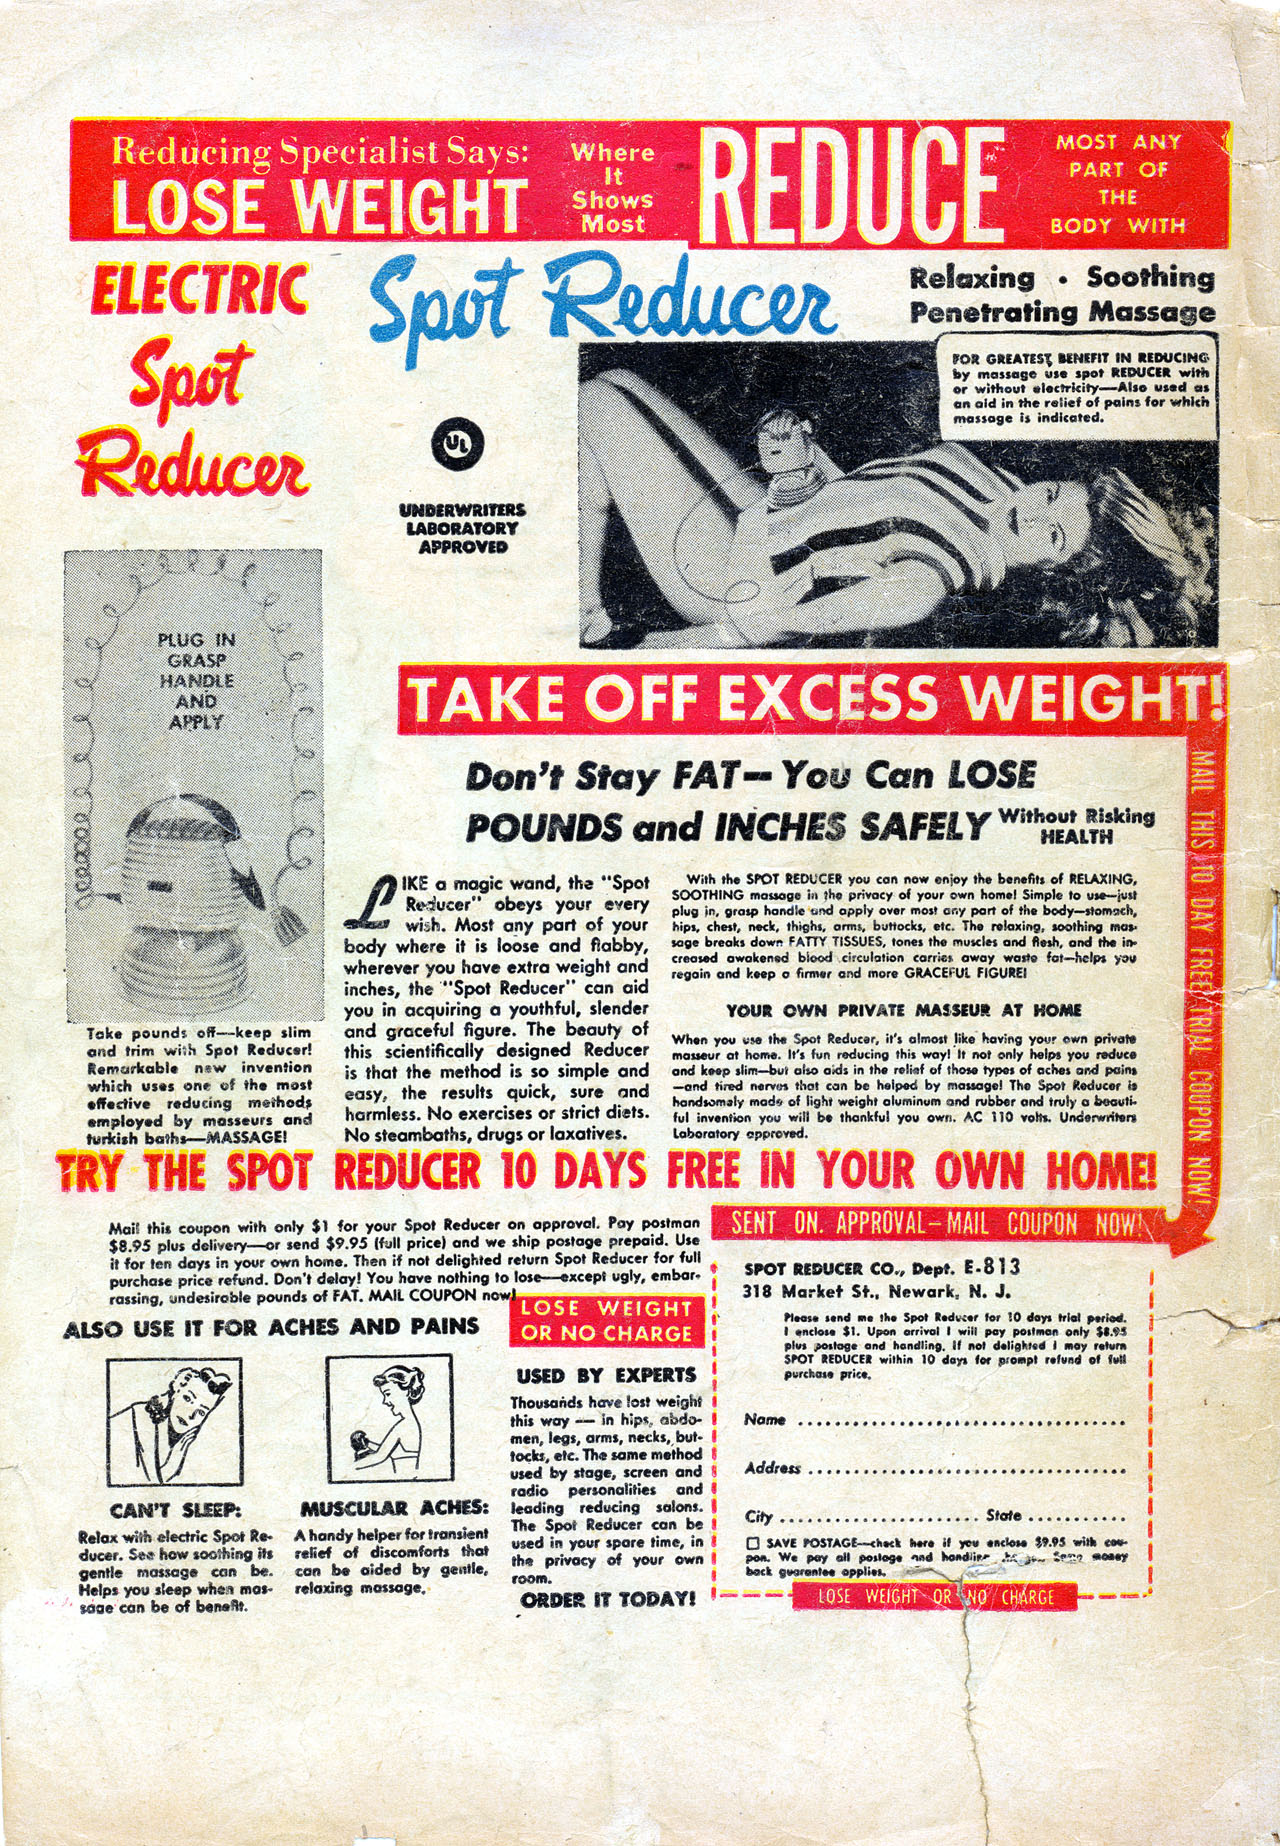 Reducing Specialist Says:
LOSE WEIGHT
Where
It
Shows
Most
REDUCE
MOST ANY
PART OF
THE
BODY WITH
ELECTRIC
Spot
Reducer
Spot Reducer
Relaxing • Soothing
Penetrating Massage
FOR GREATEST BENEFIT IN REDUCING
by massage use spot REDUCER with
or without electricity—Also used as
an aid in the relief of pains for which
massage is indicated.
UL
UNDERWRITERS
LABORATORY
APPROVED
PLUG IN
GRASP
HANDLE
AND
APPLY
TAKE OFF EXCESS WEIGHT!
MAIL THIS 10 DAY FREE TRIAL COUPON NOW!
Don't Stay FAT—You Can LOSE
POUNDS and INCHES SAFELY Without Risking
HEALTH
Take pounds off—keep slim
and trim with Spot Reducer!
Remarkable new invention
which uses one of the most
effective reducing methods
employed by masseurs and
turkish baths—MASSAGE!
LIKE a magic wand, the "Spot
Reducer" obeys your every
wish. Most any part of your
body where it is loose and flabby,
wherever you have extra weight and
inches, the "Spot Reducer" can aid
you in acquiring a youthful, slender
and graceful figure. The beauty of
this scientifically designed Reducer
is that the method is so simple and
easy, the results quick, sure and
harmless. No exercises or strict diets.
No steambaths, drugs or laxatives.
With the SPOT REDUCER you can now enjoy the benefits of RELAXING,
SOOTHING massage in the privacy of your own home! Simple to use—just
plug in, grasp handle and apply over most any part of the body—stomach,
hips, chest, neck, thighs, arms, buttocks, etc. The relaxing, soothing mas-
sage breaks down FATTY TISSUES, tones the muscles and flesh, and the in-
creased awakened blood circulation carries away waste fat—helps you
regain and keep a firmer and more GRACEFUL FIGURE!
YOUR OWN PRIVATE MASSEUR AT HOME
When you use the Spot Reducer, it's almost like having your own private
masseur at home. It's fun reducing this way! It not only helps you reduce
and keep slim—but also aids in the relief of those types of aches and pains
—and tired nerves that can be helped by massage! The Spot Reducer is
handsomely made of light weight aluminum and rubber and truly a beauti-
ful invention you will be thankful you own. AC 110 volts. Underwriters
Laboratory approved.
TRY THE SPOT REDUCER 10 DAYS FREE IN YOUR OWN HOME!
Mail this coupon with only $1 for your Spot Reducer on approval. Pay postman
$8.95 plus delivery—or send $9.95 (full price) and we ship postage prepaid. Use
it for ten days in your own home. Then if not delighted return Spot Reducer for full
purchase price refund. Don't delay! You have nothing to lose—except ugly, embar-
rassing, undesirable pounds of FAT. MAIL COUPON now!
ALSO USE IT FOR ACHES AND PAINS
CAN'T SLEEP:
Relax with electric Spot Re-
ducer. See how soothing its
gentle massage can be.
Helps you sleep when mas-
sage can be of benefit.
MUSCULAR ACHES:
A handy helper for transient
relief of discomforts that
can be aided by gentle,
relaxing massage.
LOSE WEIGHT
OR NO CHARGE
USED BY EXPERTS
Thousands have lost weight
this way — in hips, abdo-
men, legs, arms, necks, but-
tocks, etc. The same method
used by stage, screen and
radio personalities and
leading reducing salons.
The Spot Reducer can be
used in your spare time, in
the privacy of your own
room.
ORDER IT TODAY!
SENT ON. APPROVAL—MAIL COUPON NOW!
SPOT REDUCER CO., Dept. E-813
318 Market St., Newark, N. J.
Please send me the Spot Reducer for 10 days trial period.
I enclose $1. Upon arrival I will pay postman only $8.95
plus postage and handling. If not delighted I may return
SPOT REDUCER within 10 days for prompt refund of full
purchase price.
Name
Address
City State
SAVE POSTAGE—check here if you enclose $9.95 with cou-
pon. We pay all postage and handling Same money
back guarantee applies.
LOSE WEIGHT OR NO CHARGE